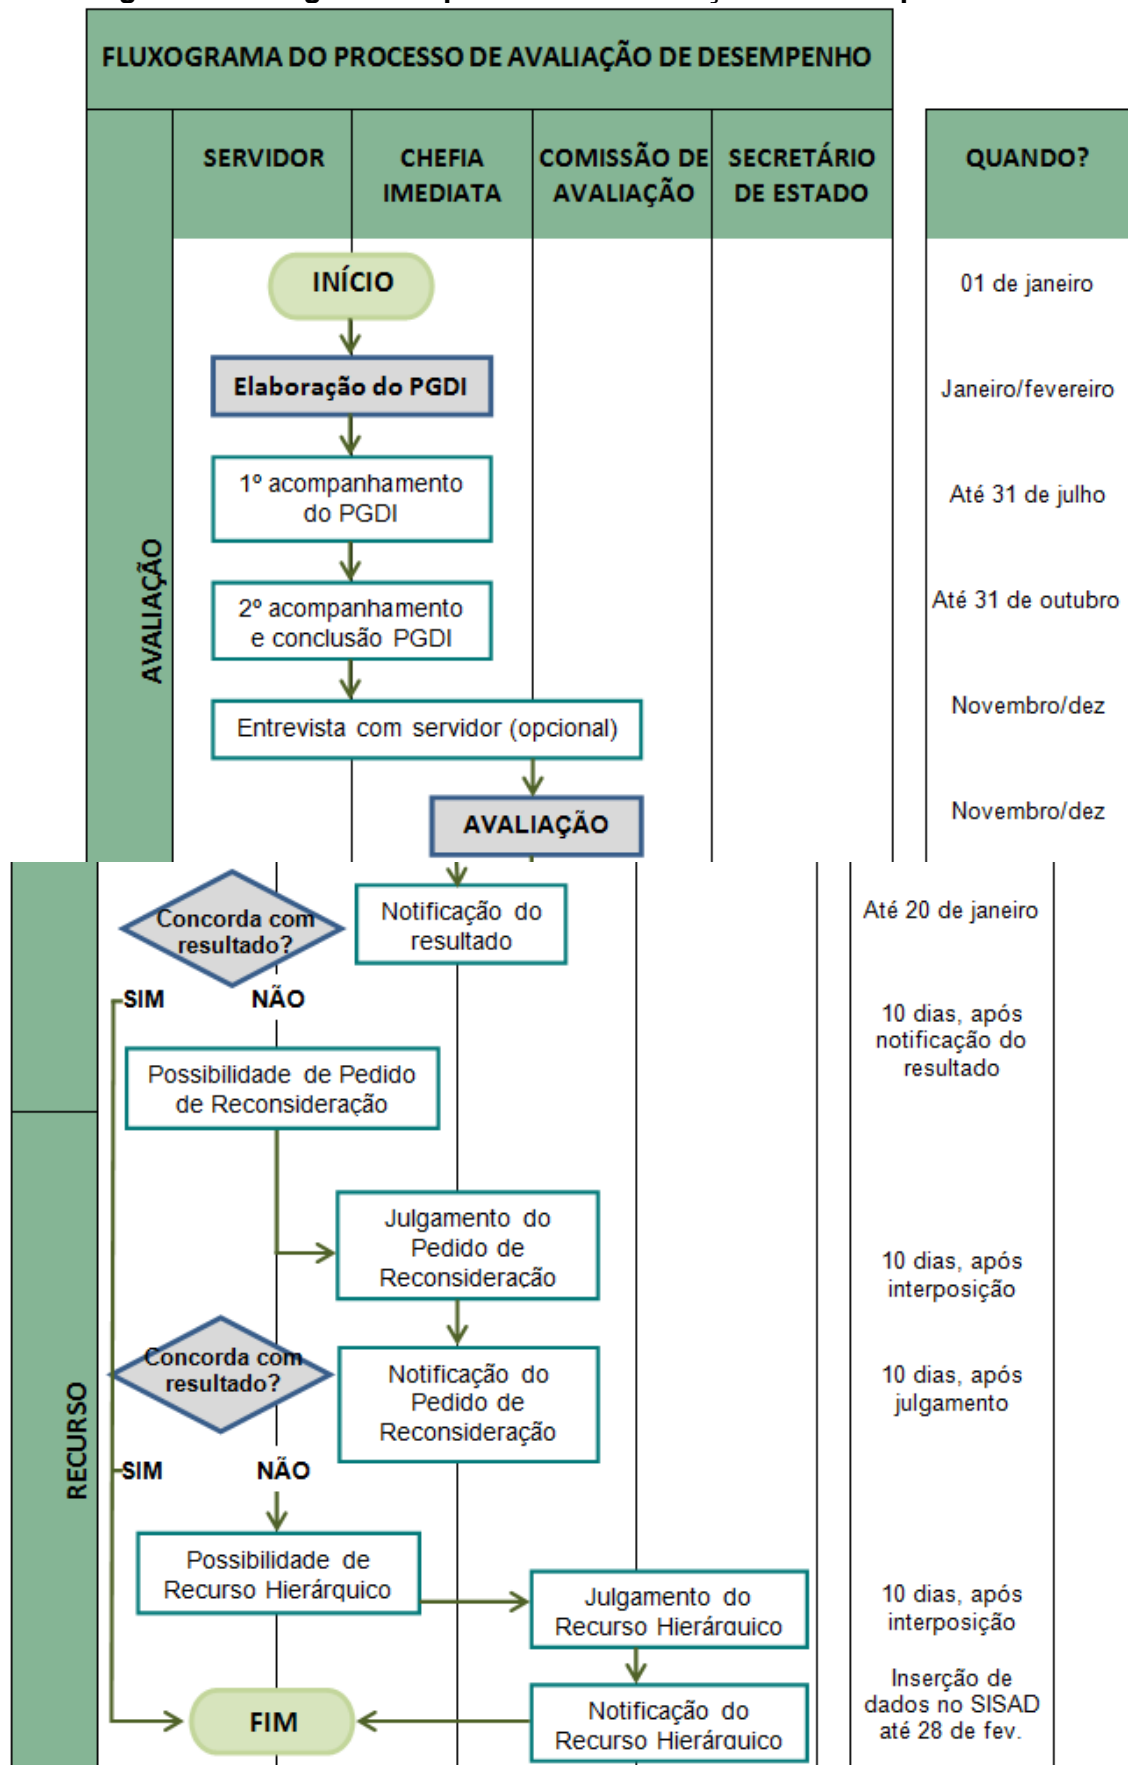 FLUXOGRAMA DO PROCESSO DE AVALIAÇÃO DE DESEMPENHO
SERVIDOR
CHEFIA
IMEDIATA
COMISSÃO DE
AVALIAÇÃO
SECRETÁRIO
DE ESTADO
QUANDO?
AVALIAÇÃO
INÍCIO
01 de janeiro
Elaboração do PGDI
Janeiro/fevereiro
1º acompanhamento
do PGDI
Até 31 de julho
2º acompanhamento
e conclusão PGDI
Até 31 de outubro
Entrevista com servidor (opcional)
Novembro/dez
AVALIAÇÃO
Novembro/dez
Concorda com
resultado?
Notificação do
resultado
Até 20 de janeiro
SIM
NÃO
10 dias, após
notificação do
resultado
Possibilidade de Pedido
de Reconsideração
RECURSO
Julgamento do
Pedido de
Reconsideração
10 dias, após
interposição
Concorda com
resultado?
Notificação do
Pedido de
Reconsideração
10 dias, após
julgamento
SIM
NÃO
Possibilidade de
Recurso Hierárquico
Julgamento do
Recurso Hierárquico
10 dias, após
interposição
FIM
Notificação do
Recurso Hierárquico
Inserção de
dados no SISAD
até 28 de fev.